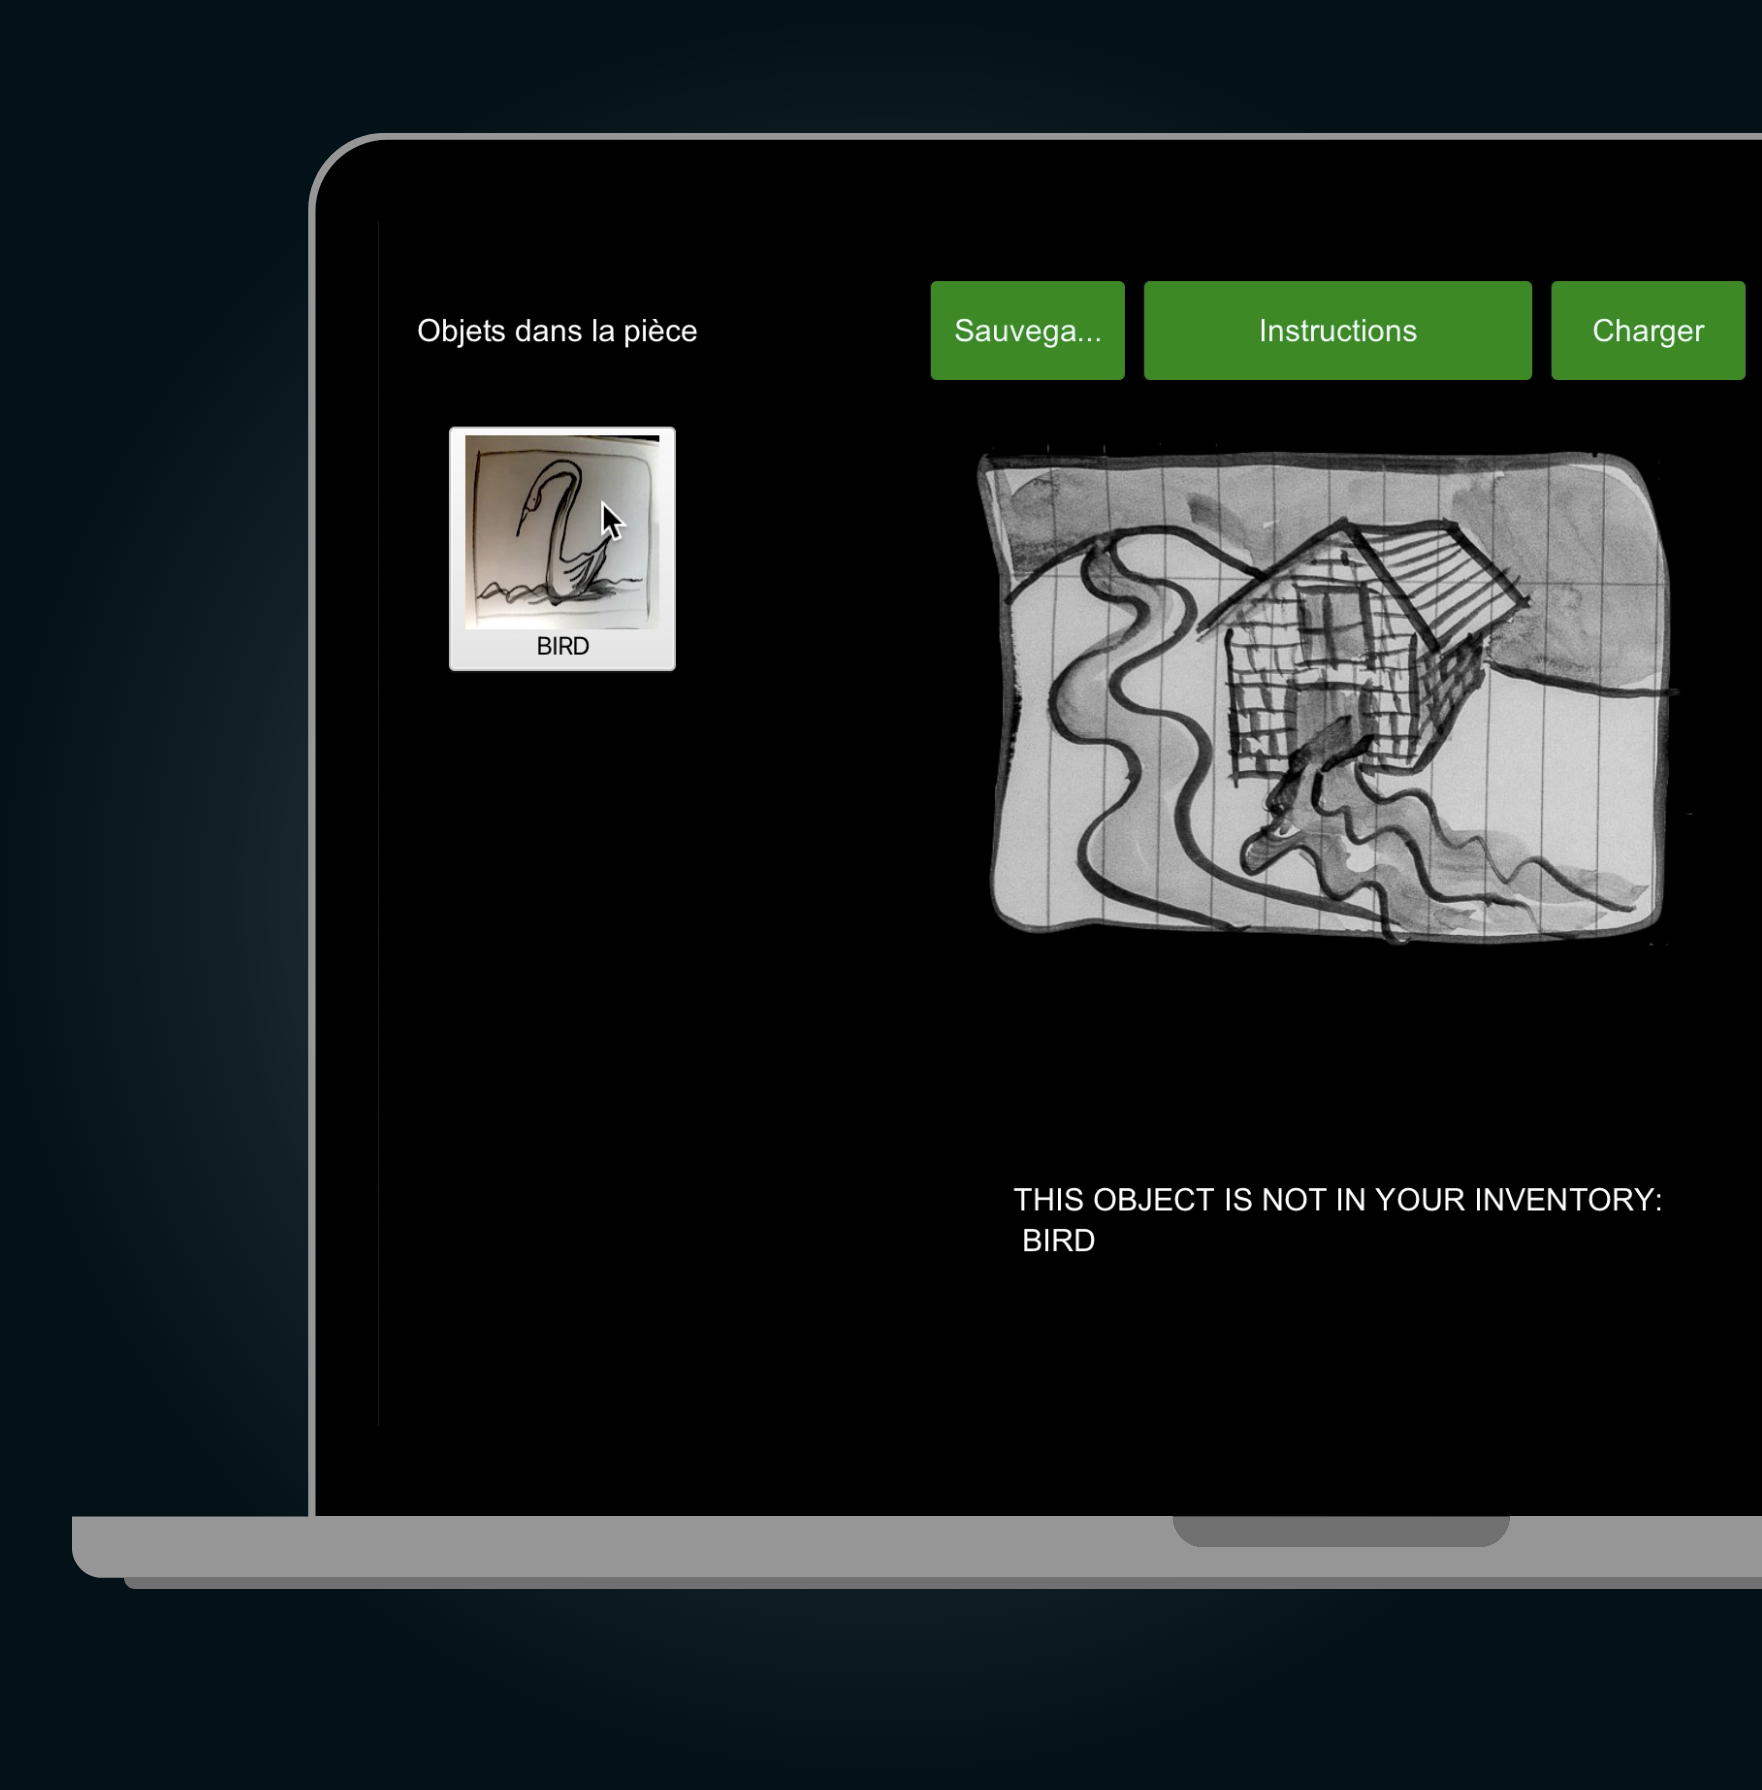 Objets dans la pièce
Sauvega...
Instructions
Charger
BIRD
THIS OBJECT IS NOT IN YOUR INVENTORY:
BIRD